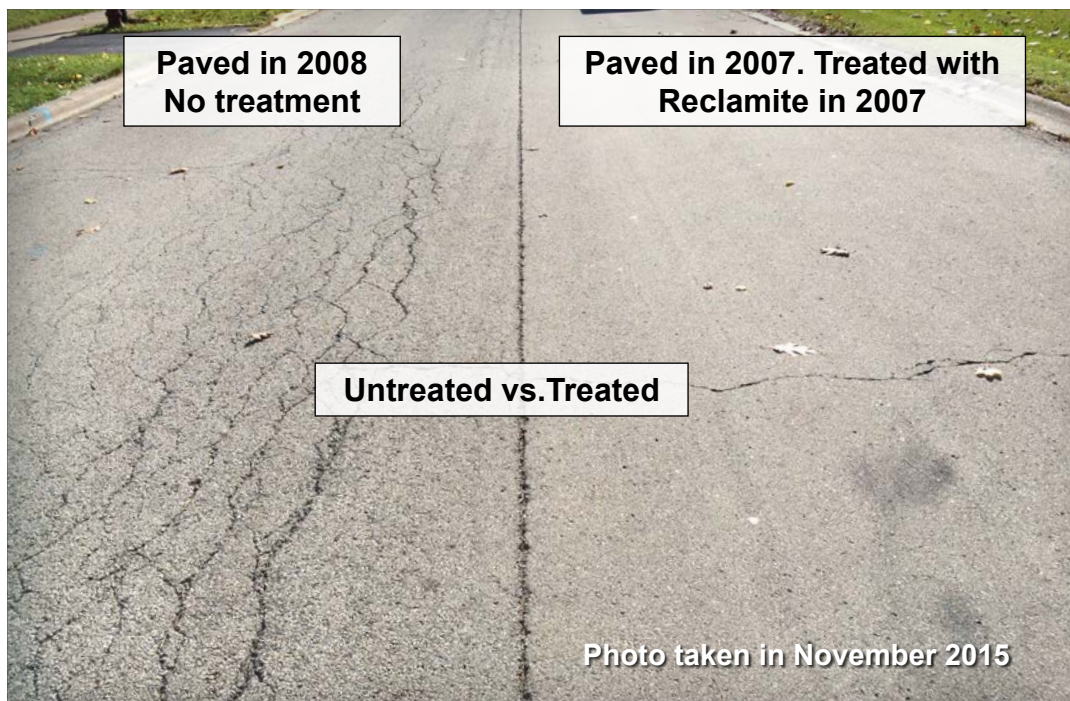 Paved in 2008
No treatment
Paved in 2007. Treated with
Reclamite in 2007
Untreated vs.Treated
Photo taken in November 2015